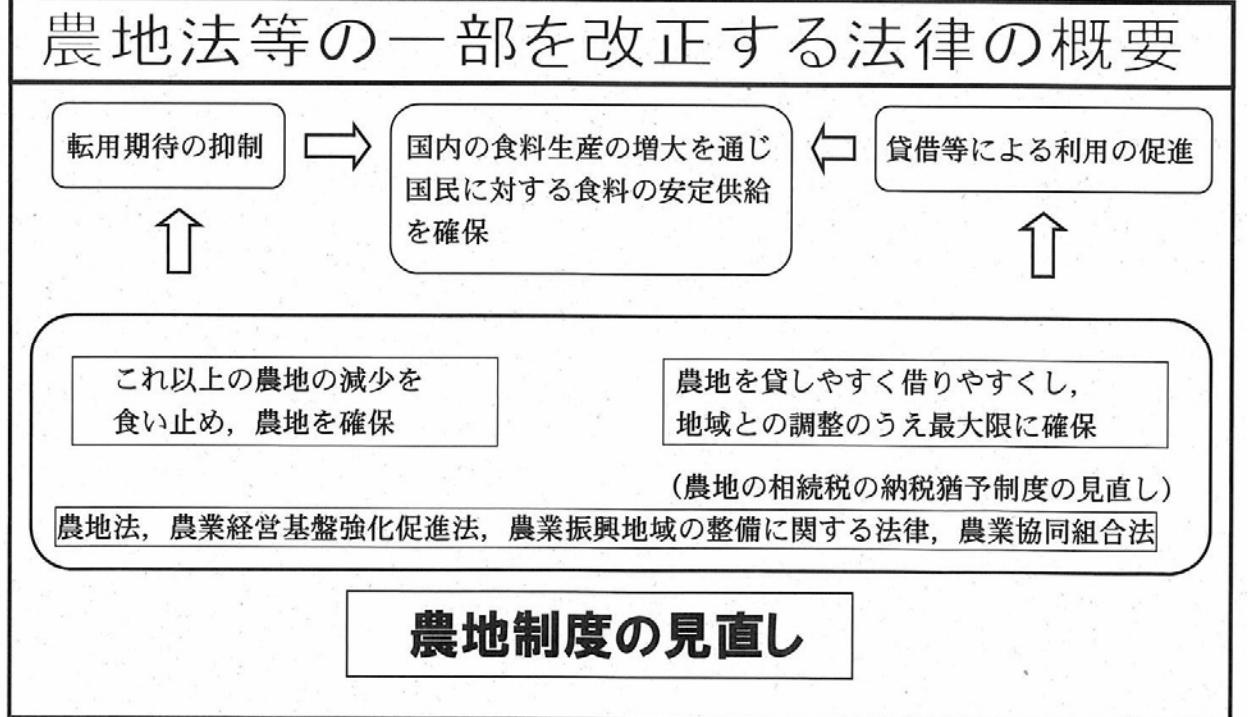 農地法等の一部を改正する法律の概要
転用期待の抑制
国内の食料生産の増大を通じ
国民に対する食料の安定供給
を確保
貸借等による利用の促進
これ以上の農地の減少を
食い止め，農地を確保
農地を貸しやすく借りやすくし，
地域との調整のうえ最大限に確保
（農地の相続税の納税猶予制度の見直し）
農地法，農業経営基盤強化促進法，農業振興地域の整備に関する法律，農業協同組合法
農地制度の見直し